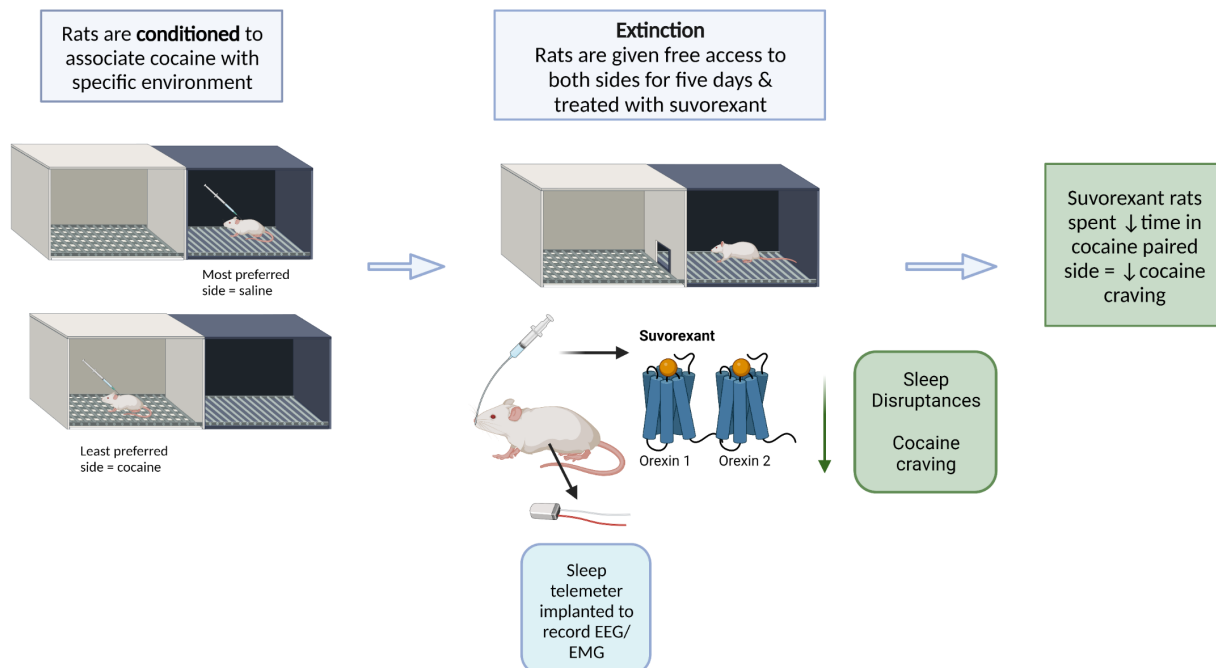 Rats are conditioned to
associate cocaine with
specific environment
Most preferred
side = saline
Least preferred
side = cocaine
Extinction
Rats are given free access to
both sides for five days &
treated with suvorexant
Suvorexant
Orexin 1
Orexin 2
Sleep
telemeter
implanted to
record EEG/
EMG
Sleep
Disruptances
Cocaine
craving
Suvorexant rats
spent ↓ time in
cocaine paired
side = ↓ cocaine
craving